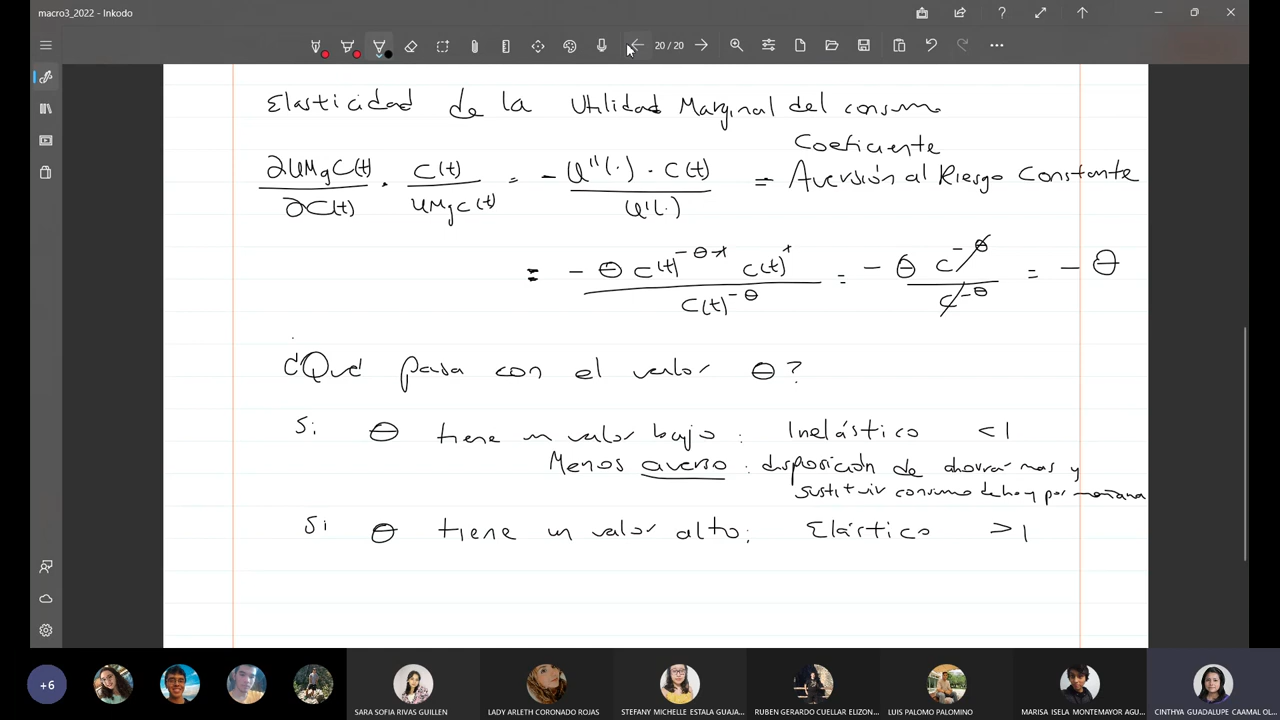 macro3_2022 - Inkodo
20/20
Elasticidad de la Utilidad Marginal del consumo
∂UMgC(t)/∂C(t) · C(t)/UMgC(t) = - U''(·) · C(t)/U'(·) = Coeficiente Aversión al Riesgo Constante
= - θ C(t)^-θ-1 C(t)^1 / C(t)^-θ = - θ C^-θ / C^-θ = - θ
¿Qué pasa con el valor θ?
Si θ tiene un valor bajo: Inelástico <1
Menos averso : disposición de ahorrar mas y
sustituir consumo de hoy por mañana
Si θ tiene un valor alto: Elástico >1
+6
SARA SOFIA RIVAS GUILLEN
LADY ARLETH CORONADO ROJAS
STEFANY MICHELLE ESTALA GUAJA...
RUBEN GERARDO CUELLAR ELIZON...
LUIS PALOMO PALOMINO
MARIA ISELA MONTEMAYOR AGU...
CINTHYA GUADALUPE CAAMAL OL...